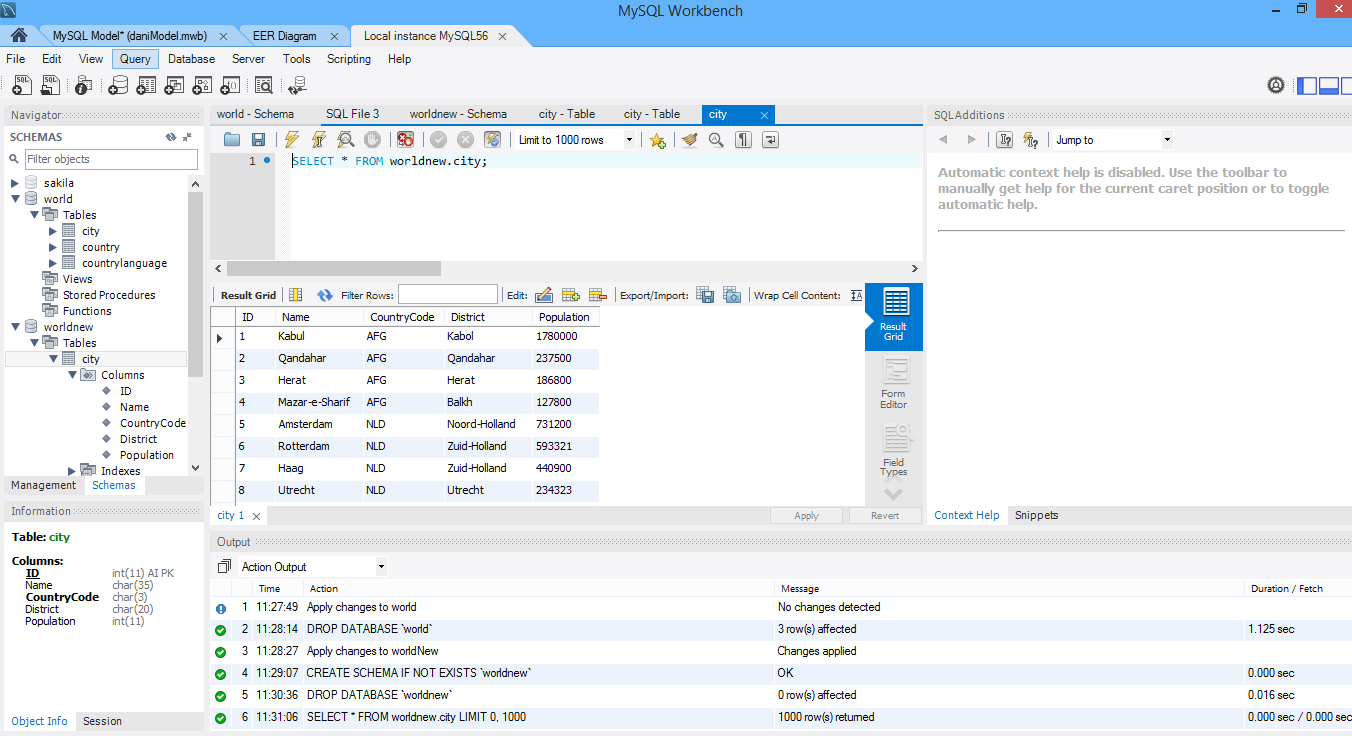 MySQL Workbench
MySQL Model* (daniModel.mwb) EER Diagram Local instance MySQL56
File Edit View Query Database Server Tools Scripting Help
Navigator
SCHEMAS
Filter objects
sakila
world
Tables
city
country
countrylanguage
Views
Stored Procedures
Functions
worldnew
Tables
city
Columns
ID
Name
CountryCode
District
Population
Indexes
Management Schemas
Information
Table: city
Columns:
ID int(11) AI PK
Name char(35)
CountryCode char(3)
District char(20)
Population int(11)
Object Info Session
world - Schema SQL File 3 worldnew - Schema city - Table city - Table city
Limit to 1000 rows
1 SELECT * FROM worldnew.city;
Result Grid Filter Rows: Edit: Export/Import: Wrap Cell Content:
ID Name CountryCode District Population
1 Kabul AFG Kabol 1780000
2 Qandahar AFG Qandahar 237500
3 Herat AFG Herat 186800
4 Mazar-e-Sharif AFG Balkh 127800
5 Amsterdam NLD Noord-Holland 731200
6 Rotterdam NLD Zuid-Holland 593321
7 Haag NLD Zuid-Holland 440900
8 Utrecht NLD Utrecht 234323
Result
Grid
Form
Editor
Field
Types
city 1 Apply Revert
SQLAdditions
Jump to
Automatic context help is disabled. Use the toolbar to
manually get help for the current caret position or to toggle
automatic help.
Context Help Snippets
Output
Action Output
Time Action Message Duration / Fetch
1 11:27:49 Apply changes to world No changes detected
2 11:28:14 DROP DATABASE `world` 3 row(s) affected 1.125 sec
3 11:28:27 Apply changes to worldNew Changes applied
4 11:29:07 CREATE SCHEMA IF NOT EXISTS `worldnew` OK 0.000 sec
5 11:30:36 DROP DATABASE `worldnew` 0 row(s) affected 0.016 sec
6 11:31:06 SELECT * FROM worldnew.city LIMIT 0, 1000 1000 row(s) returned 0.000 sec / 0.000 sec